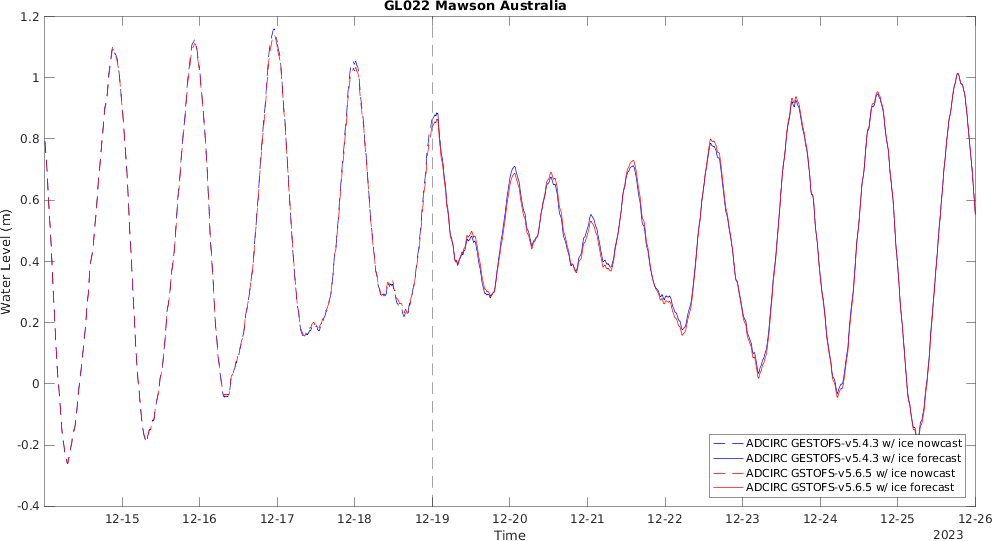 GL022 Mawson Australia
1.2
1
0.8
0.6
0.4
0.2
0
-0.2
-0.4
Water Level (m)
ADCIRC GESTOFS-v5.4.3 w/ ice nowcast
ADCIRC GESTOFS-v5.4.3 w/ ice forecast
ADCIRC GSTOFS-v5.6.5 w/ ice nowcast
ADCIRC GSTOFS-v5.6.5 w/ ice forecast
12-15 12-16 12-17 12-18 12-19 12-20 12-21 12-22 12-23 12-24 12-25 12-26
Time 2023